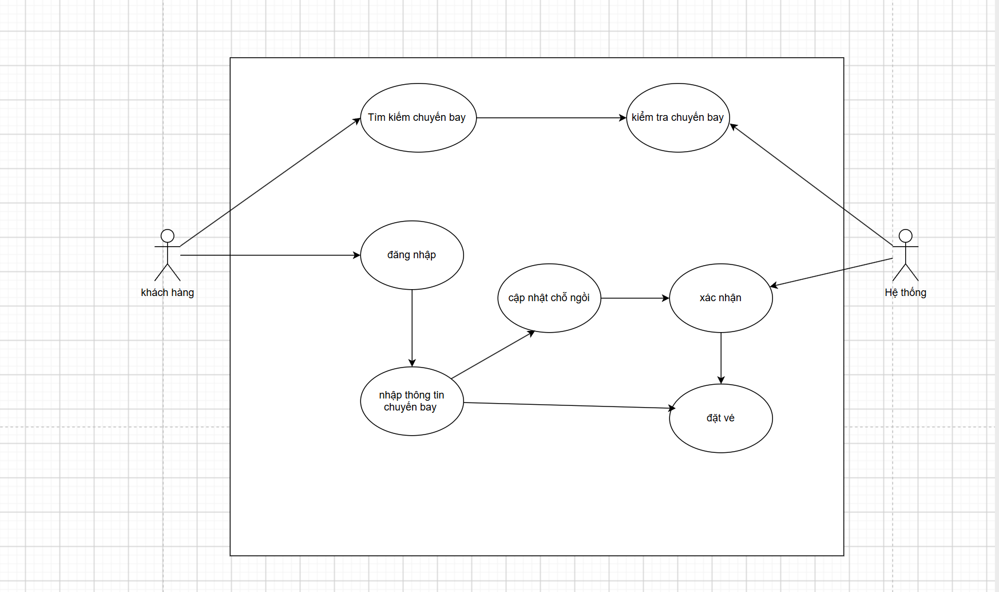 Tìm kiếm chuyến bay
kiểm tra chuyến bay
đăng nhập
khách hàng
cập nhật chỗ ngồi
xác nhận
Hệ thống
nhập thông tin
chuyến bay
đặt vé